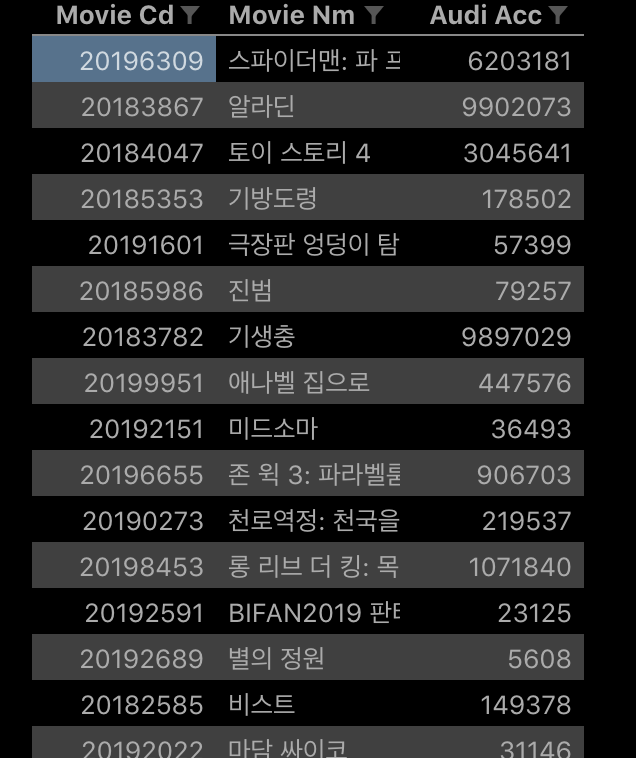 Movie Cd Movie Nm Audi Acc
20196309 스파이더맨: 파 프 6203181
20183867 알라딘 9902073
20184047 토이 스토리 4 3045641
20185353 기방도령 178502
20191601 극장판 엉덩이 탐 57399
20185986 진범 79257
20183782 기생충 9897029
20199951 애나벨 집으로 447576
20192151 미드소마 36493
20196655 존 윅 3: 파라벨룸 906703
20190273 천로역정: 천국을 219537
20198453 롱 리브 더 킹: 목 1071840
20192591 BIFAN2019 판타 23125
20192689 별의 정원 5608
20182585 비스트 149378
20192022 마담 싸이코 31146